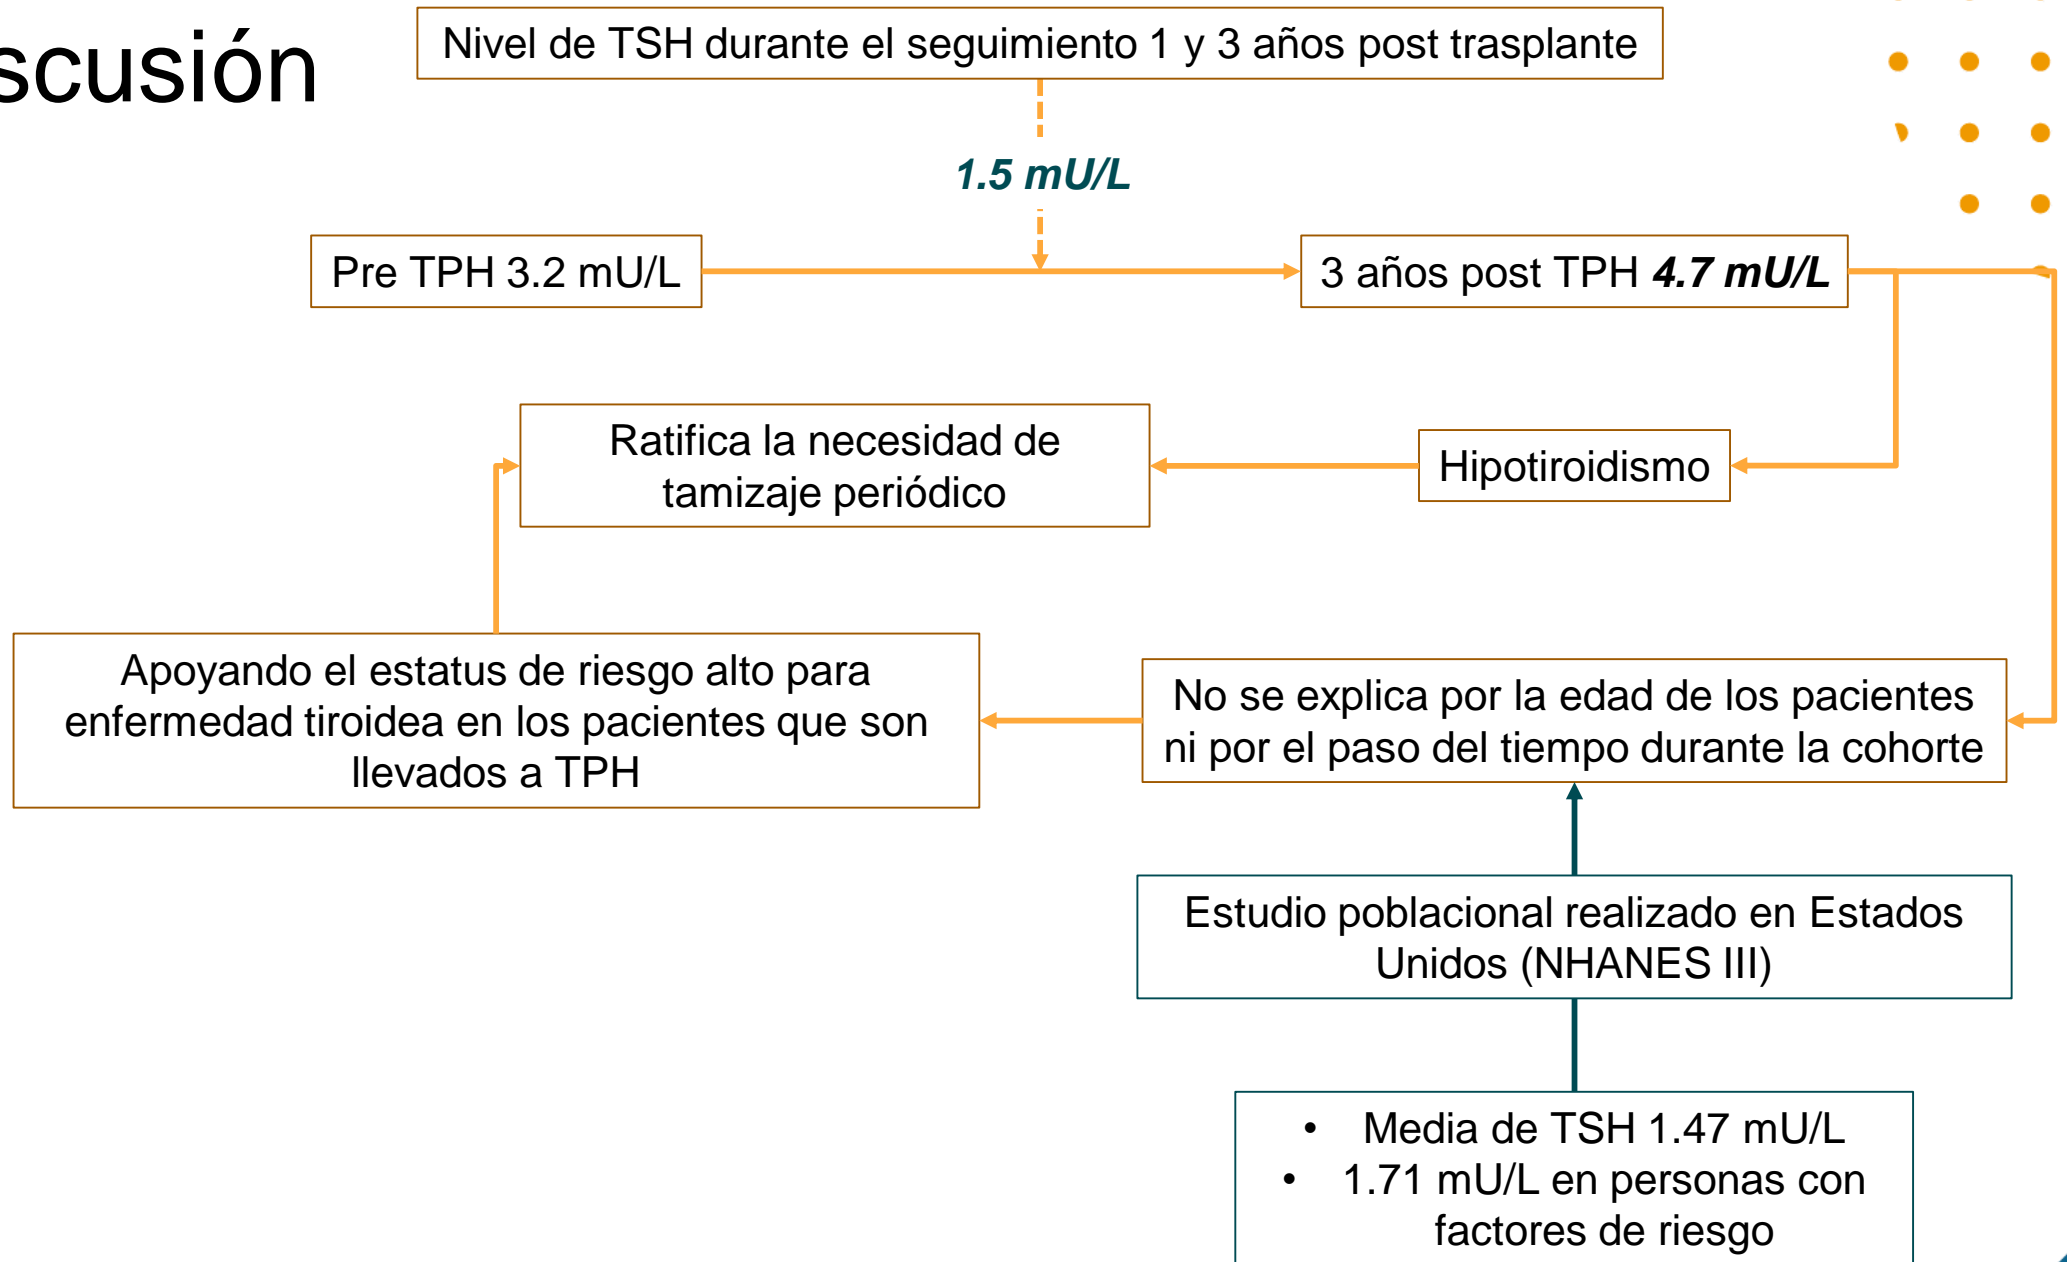 scusión
Nivel de TSH durante el seguimiento 1 y 3 años post trasplante
1.5 mU/L
Pre TPH 3.2 mU/L
3 años post TPH 4.7 mU/L
Ratifica la necesidad de
tamizaje periódico
Hipotiroidismo
Apoyando el estatus de riesgo alto para
enfermedad tiroidea en los pacientes que son
llevados a TPH
No se explica por la edad de los pacientes
ni por el paso del tiempo durante la cohorte
Estudio poblacional realizado en Estados
Unidos (NHANES III)
• Media de TSH 1.47 mU/L
• 1.71 mU/L en personas con
factores de riesgo